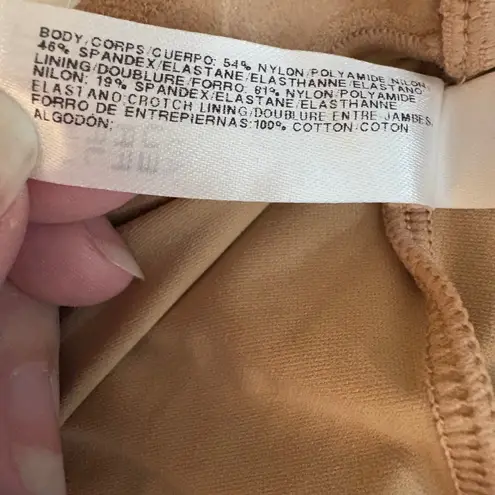 BODY/CORPS/CUERPO: 54% NYLON/POLYAMIDE/NILON,
46% SPANDEX/ELASTANE/ELASTHANNE/ELASTANO;
LINING/DOUBLURE/FORRO: 81% NYLON/POLYAMIDE
NILON; 19% SPANDEX/ELASTANE/ELASTHANNE
ELASTANO CROTCH LINING/DOUBLURE ENTRE JAMBES,
FORRO DE ENTREPIERNAS:100% COTTON/COTON
ALGODÓN;